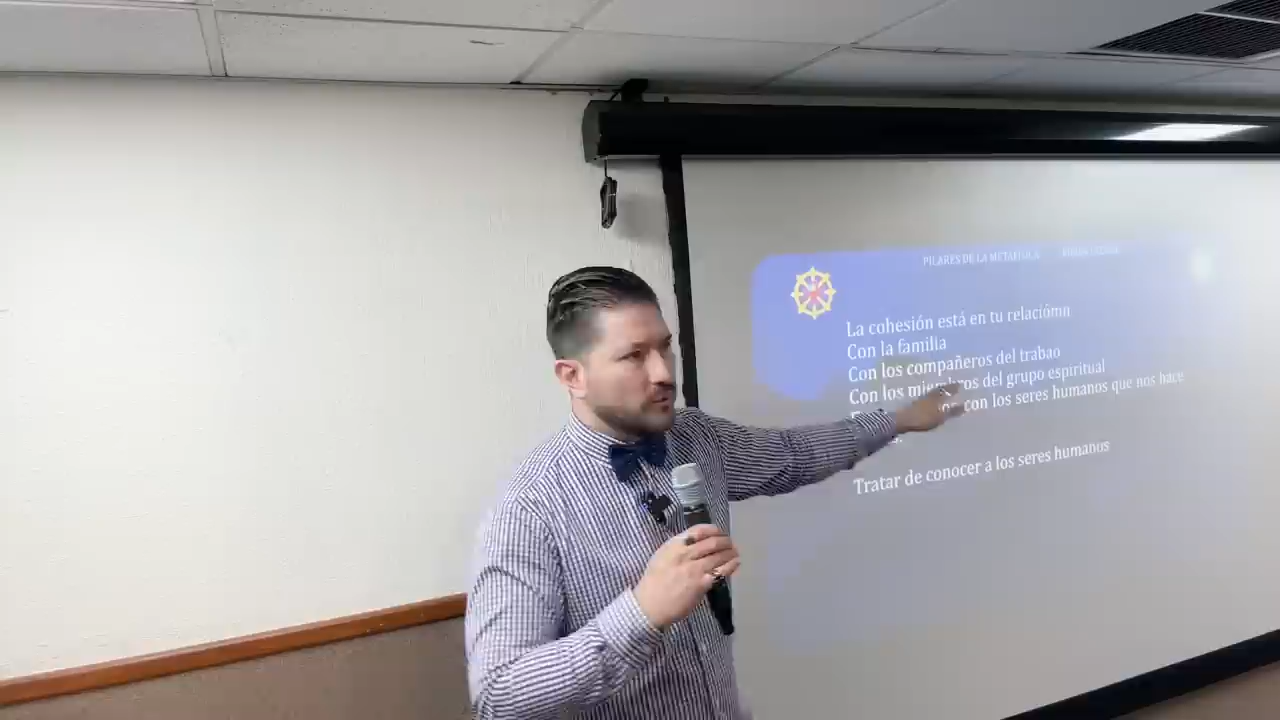 PILARES DE LA METAFÍSICA
La cohesión está en tu relaciómn
Con la familia
Con los compañeros del trabao
Con los miembros del grupo espiritual
con los seres humanos que nos hace
Tratar de conocer a los seres humanos